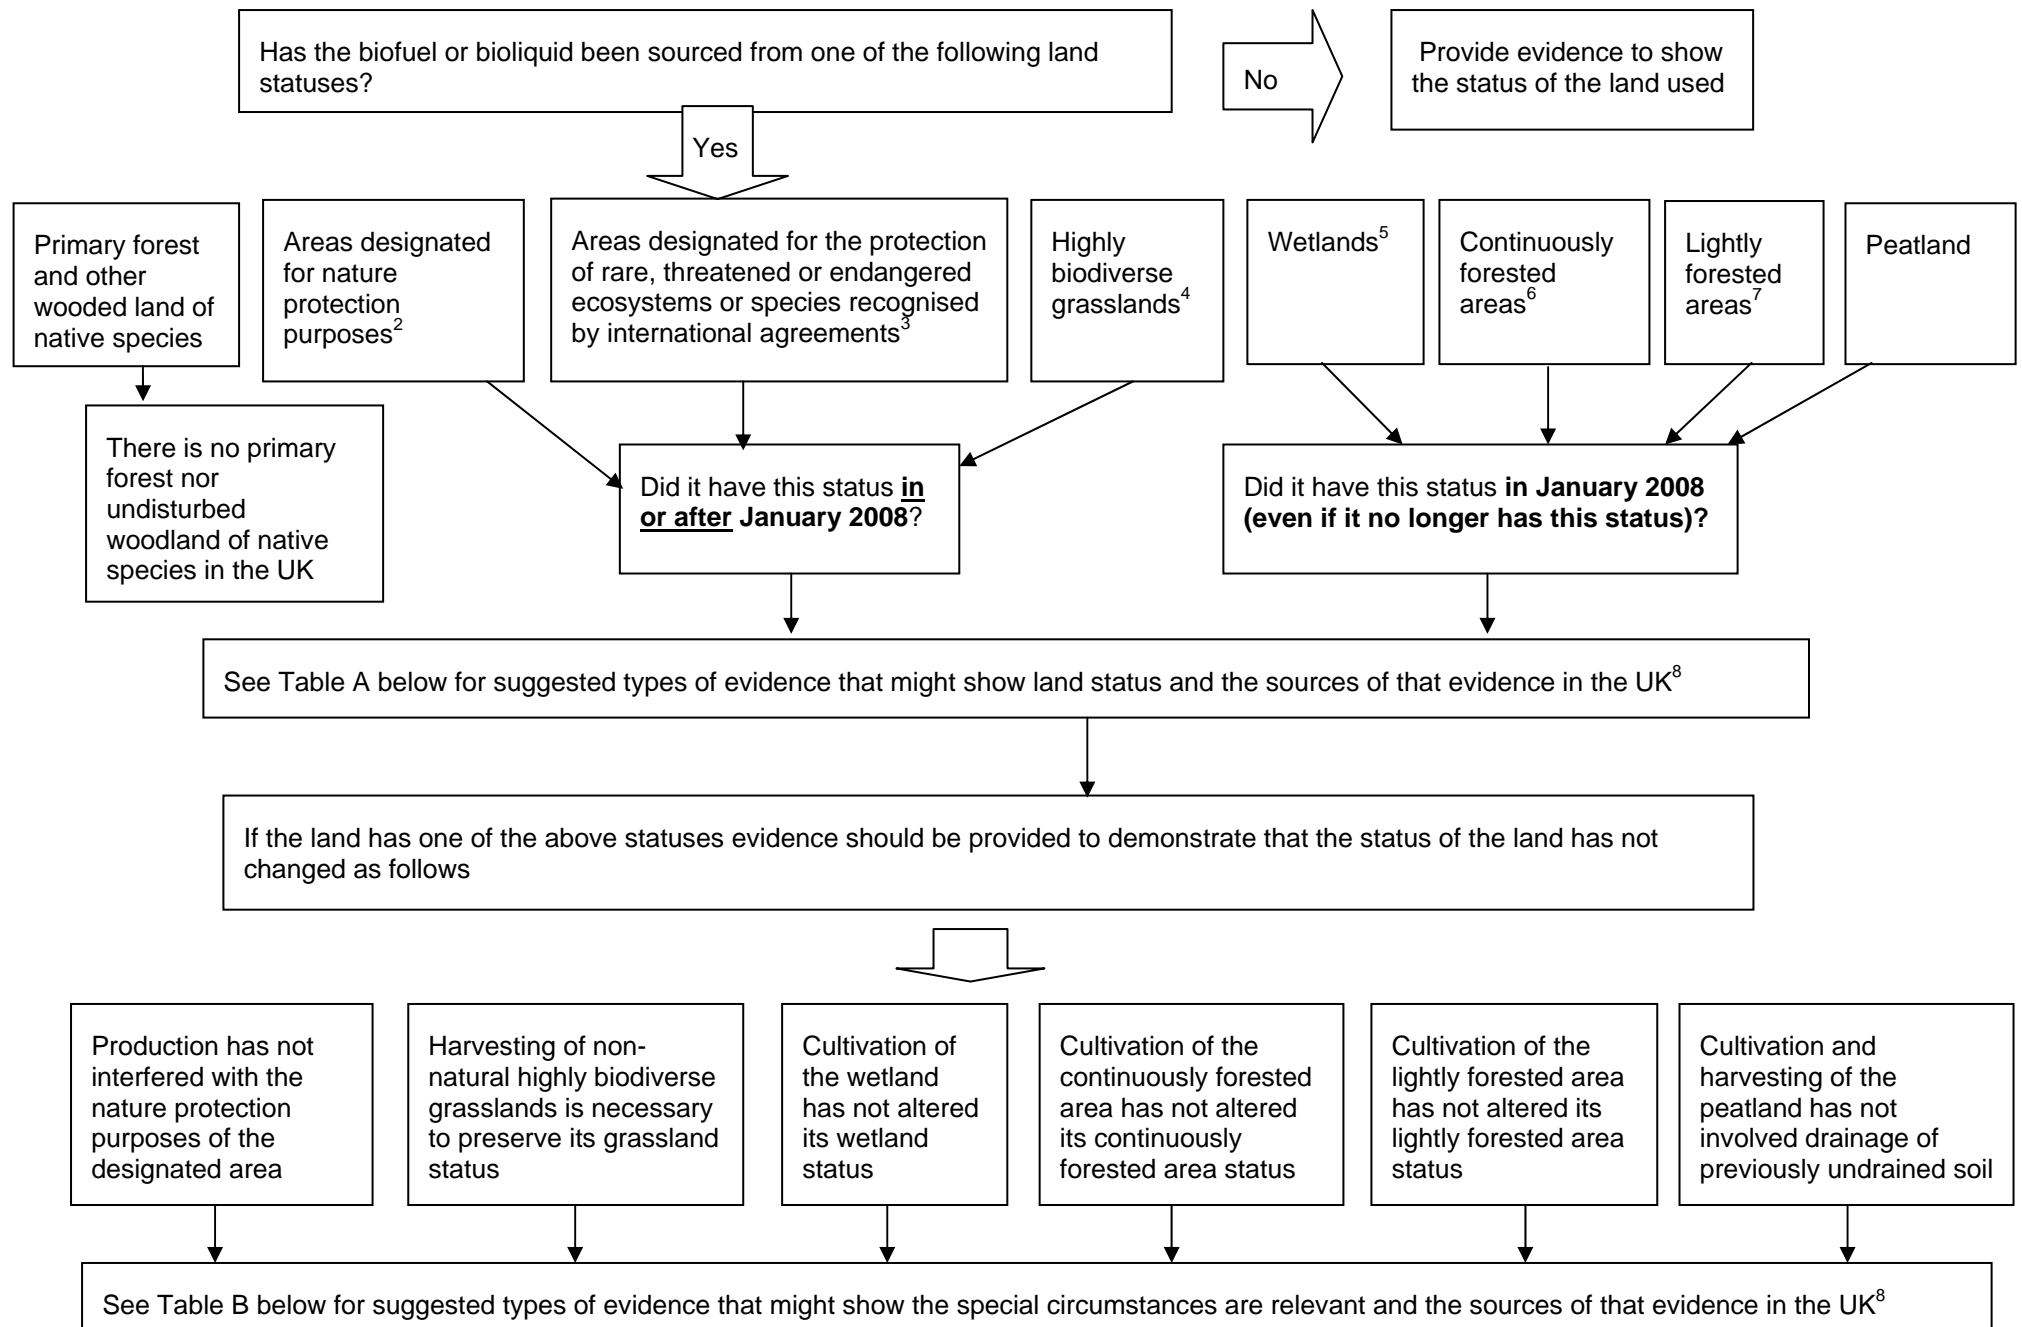 Has the biofuel or bioliquid been sourced from one of the following land
statuses?
No
Provide evidence to show
the status of the land used
Yes
Primary forest
and other
wooded land of
native species
Areas designated
for nature
protection
purposes2
Areas designated for the protection
of rare, threatened or endangered
ecosystems or species recognised
by international agreements3
Highly
biodiverse
grasslands4
Wetlands5
Continuously
forested
areas6
Lightly
forested
areas7
Peatland
There is no primary
forest nor
undisturbed
woodland of native
species in the UK
Did it have this status in
or after January 2008?
Did it have this status in January 2008
(even if it no longer has this status)?
See Table A below for suggested types of evidence that might show land status and the sources of that evidence in the UK8
If the land has one of the above statuses evidence should be provided to demonstrate that the status of the land has not
changed as follows
Production has not
interfered with the
nature protection
purposes of the
designated area
Harvesting of non-
natural highly biodiverse
grasslands is necessary
to preserve its grassland
status
Cultivation of
the wetland
has not altered
its wetland
status
Cultivation of the
continuously forested
area has not altered
its continuously
forested area status
Cultivation of the
lightly forested area
has not altered its
lightly forested area
status
Cultivation and
harvesting of the
peatland has not
involved drainage of
previously undrained soil
See Table B below for suggested types of evidence that might show the special circumstances are relevant and the sources of that evidence in the UK8